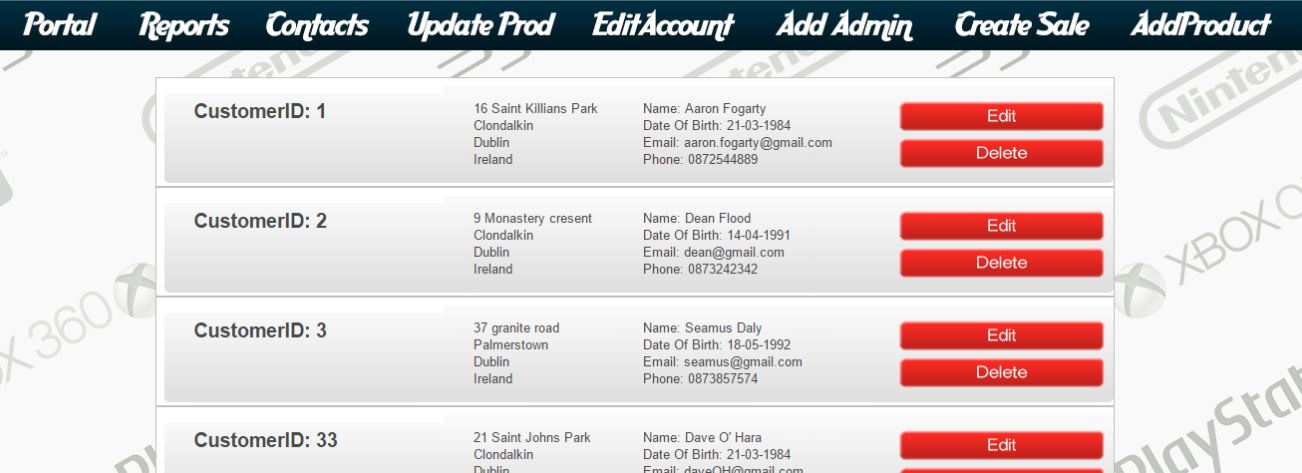 Portal Reports Contacts Update Prod EditAccount Add Admin Create Sale AddProduct
CustomerID: 1
16 Saint Killians Park
Clondalkin
Dublin
Ireland
Name: Aaron Fogarty
Date Of Birth: 21-03-1984
Email: aaron.fogarty@gmail.com
Phone: 0872544889
Edit
Delete
CustomerID: 2
9 Monastery cresent
Clondalkin
Dublin
Ireland
Name: Dean Flood
Date Of Birth: 14-04-1991
Email: dean@gmail.com
Phone: 0873242342
Edit
Delete
CustomerID: 3
37 granite road
Palmerstown
Dublin
Ireland
Name: Seamus Daly
Date Of Birth: 18-05-1992
Email: seamus@gmail.com
Phone: 0873857574
Edit
Delete
CustomerID: 33
21 Saint Johns Park
Clondalkin
Dublin
Name: Dave O' Hara
Date Of Birth: 21-03-1984
Email: daveOH@gmail.com
Edit